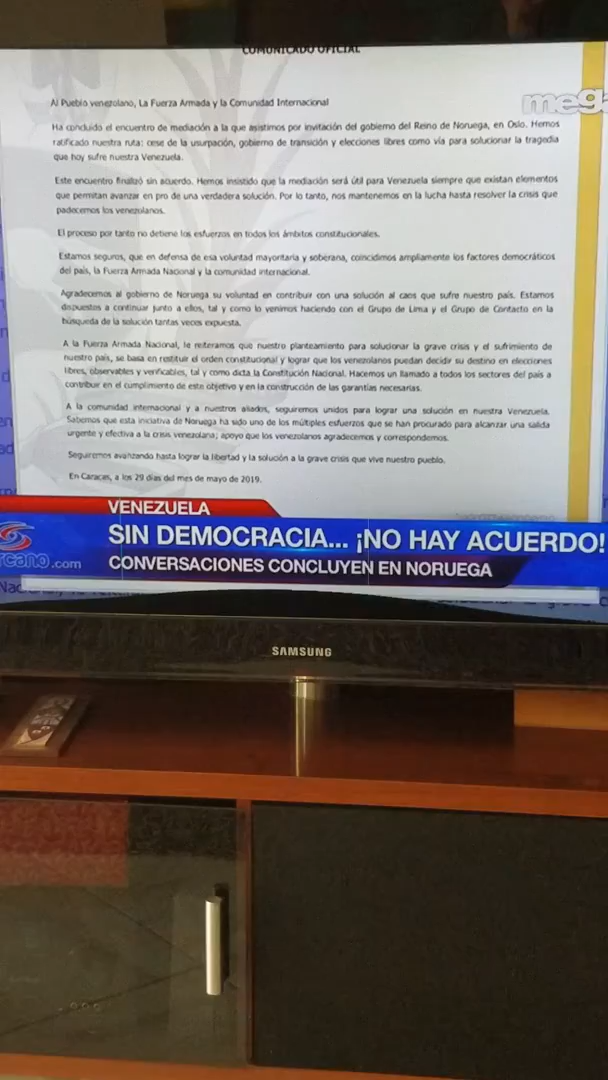 COMUNICADO OFICIAL
Al Pueblo venezolano, La Fuerza Armada y la Comunidad Internacional
mega
Ha concluido el encuentro de mediación a la que asistimos por invitación del gobierno del Reino de Noruega, en Oslo. Hemos
ratificado nuestra ruta: cese de la usurpación, gobierno de transición y elecciones libres como vía para solucionar la tragedia
que hoy sufre nuestra Venezuela.
Este encuentro finalizó sin acuerdo. Hemos insistido que la mediación será útil para Venezuela siempre que existan elementos
que permitan avanzar en pro de una verdadera solución. Por lo tanto, nos mantenemos en la lucha hasta resolver la crisis que
padecemos los venezolanos.
El proceso por tanto no detiene los esfuerzos en todos los ámbitos constitucionales.
Estamos seguros, que en defensa de esa voluntad mayoritaria y soberana, coincidimos ampliamente los factores democráticos
del país, la Fuerza Armada Nacional y la comunidad internacional.
Agradecemos al gobierno de Noruega su voluntad en contribuir con una solución al caos que sufre nuestro país. Estamos
dispuestos a continuar junto a ellos, tal y como lo venimos haciendo con el Grupo de Lima y el Grupo de Contacto en la
búsqueda de la solución tantas veces expuesta.
A la Fuerza Armada Nacional, le reiteramos que nuestro planteamiento para solucionar la grave crisis y el sufrimiento de
nuestro país, se basa en restituir el orden constitucional y lograr que los venezolanos puedan decidir su destino en elecciones
libres, observables y verificables, tal y como dicta la Constitución Nacional. Hacemos un llamado a todos los sectores del país a
contribuir en el cumplimiento de este objetivo y en la construcción de las garantías necesarias.
A la comunidad internacional y a nuestros aliados, seguiremos unidos para lograr una solución en nuestra Venezuela.
Sabemos que esta iniciativa de Noruega ha sido uno de los múltiples esfuerzos que se han procurado para alcanzar una salida
urgente y efectiva a la crisis venezolana; apoyo que los venezolanos agradecemos y correspondemos.
Seguiremos avanzando hasta lograr la libertad y la solución a la grave crisis que vive nuestro pueblo.
En Caracas, a los 29 días del mes de mayo de 2019.
VENEZUELA
SIN DEMOCRACIA... ¡NO HAY ACUERDO!
rcano.com
CONVERSACIONES CONCLUYEN EN NORUEGA
SAMSUNG